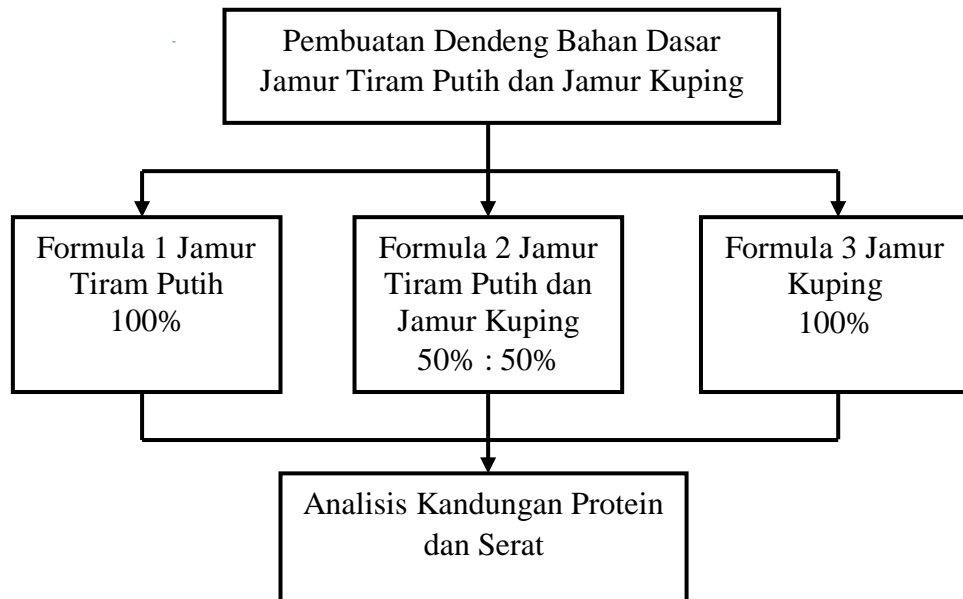 Pembuatan Dendeng Bahan Dasar
Jamur Tiram Putih dan Jamur Kuping
Formula 1 Jamur
Tiram Putih
100%
Formula 2 Jamur
Tiram Putih dan
Jamur Kuping
50% : 50%
Formula 3 Jamur
Kuping
100%
Analisis Kandungan Protein
dan Serat